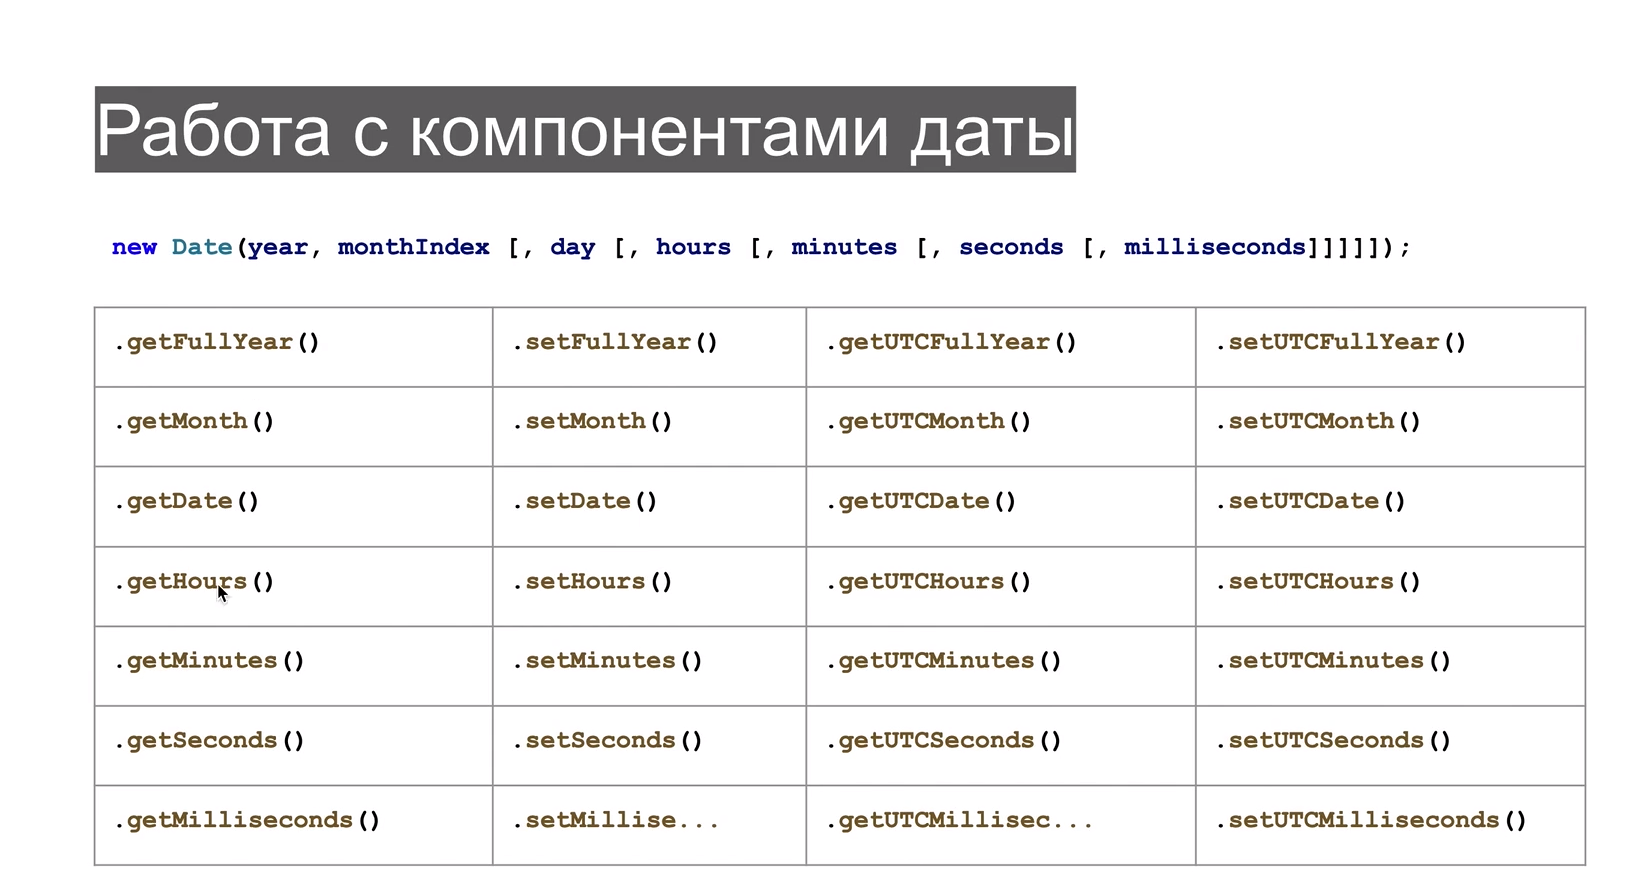 Работа с компонентами даты
new Date(year, monthIndex [, day [, hours [, minutes [, seconds [, milliseconds]]]]]);
.getFullYear() .setFullYear() .getUTCFullYear() .setUTCFullYear()
.getMonth() .setMonth() .getUTCMonth() .setUTCMonth()
.getDate() .setDate() .getUTCDate() .setUTCDate()
.getHours() .setHours() .getUTCHours() .setUTCHours()
.getMinutes() .setMinutes() .getUTCMinutes() .setUTCMinutes()
.getSeconds() .setSeconds() .getUTCSeconds() .setUTCSeconds()
.getMilliseconds() .setMillise... .getUTCMillisec... .setUTCMilliseconds()